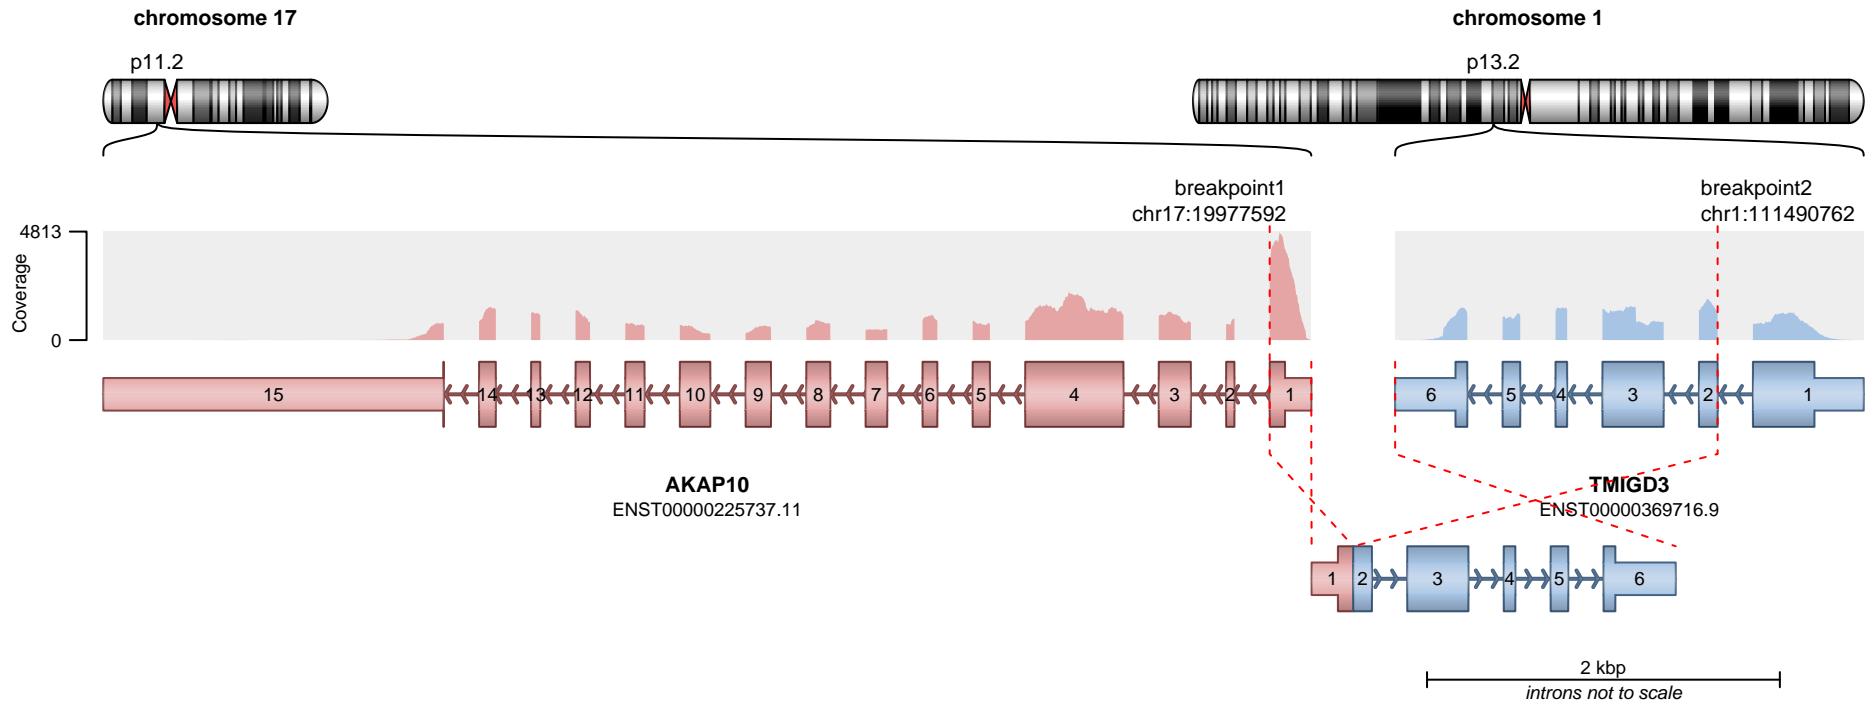 chromosome 17
chromosome 1
p11.2
p13.2
breakpoint1
chr17:19977592
breakpoint2
chr1:111490762
4813
Coverage
0
15
14
13
12
11
10
9
8
7
6
5
4
3
2
1
6
5
4
3
2
1
AKAP10
ENST00000225737.11
TMIGD3
ENST00000369716.9
1
2
3
4
5
6
2 kbp
introns not to scale